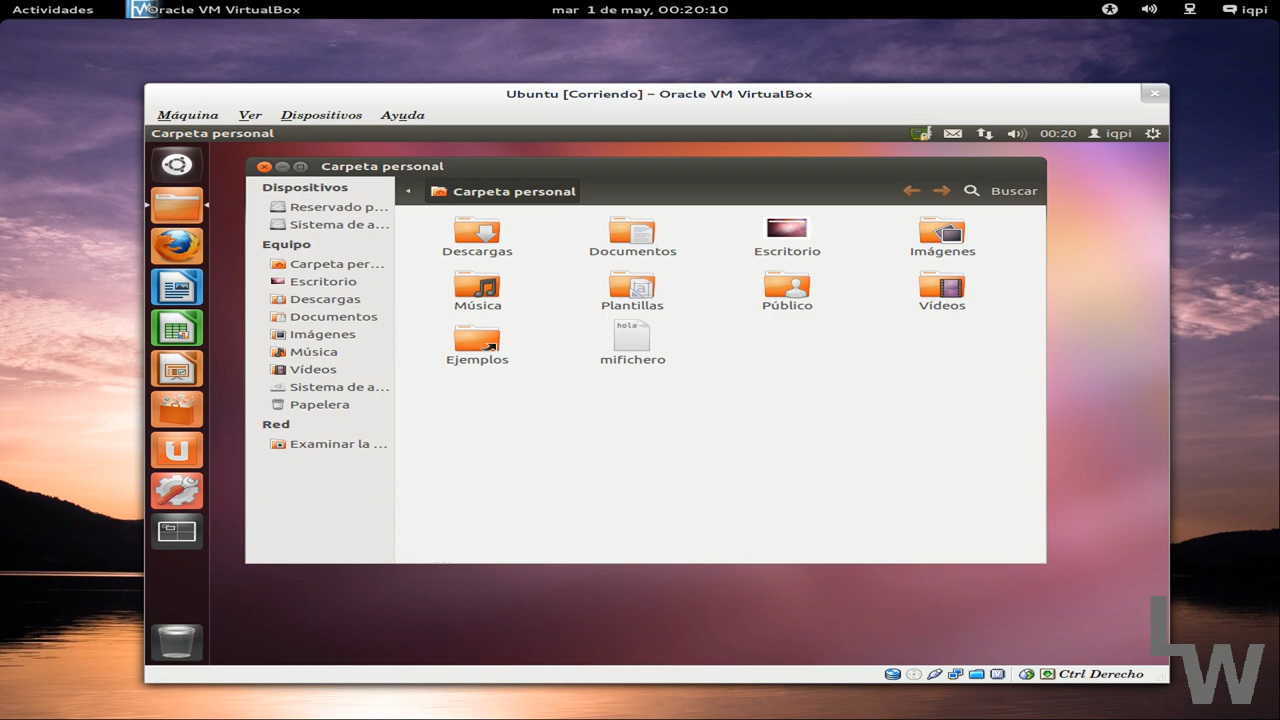 Actividades Oracle VM VirtualBox mar 1 de may, 00:20:10 iqpi
Ubuntu [Corriendo] – Oracle VM VirtualBox
Máquina Ver Dispositivos Ayuda
Carpeta personal 00:20 iqpi
Carpeta personal
Carpeta personal Buscar
Dispositivos
Reservado p...
Sistema de a...
Equipo
Carpeta per...
Escritorio
Descargas
Documentos
Imágenes
Música
Vídeos
Sistema de a...
Papelera
Red
Examinar la ...
Descargas Documentos Escritorio Imágenes
Música Plantillas Público Vídeos
hola
Ejemplos mifichero
Ctrl Derecho
LW